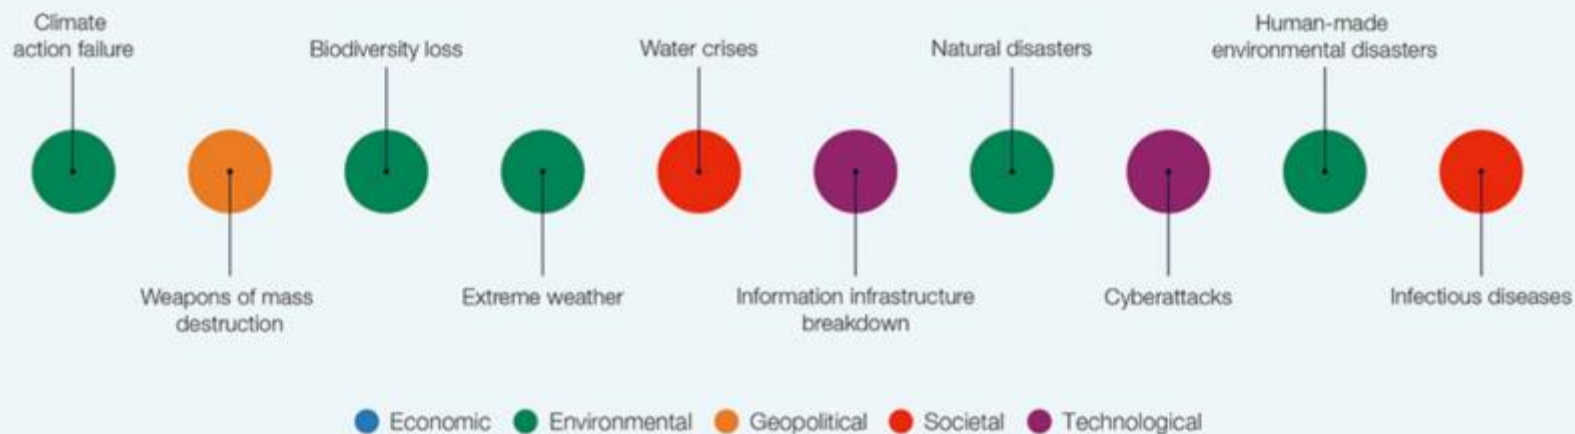 Climate
action failure
Biodiversity loss
Water crises
Natural disasters
Human-made
environmental disasters
Weapons of mass
destruction
Extreme weather
Information infrastructure
breakdown
Cyberattacks
Infectious diseases
Economic
Environmental
Geopolitical
Societal
Technological